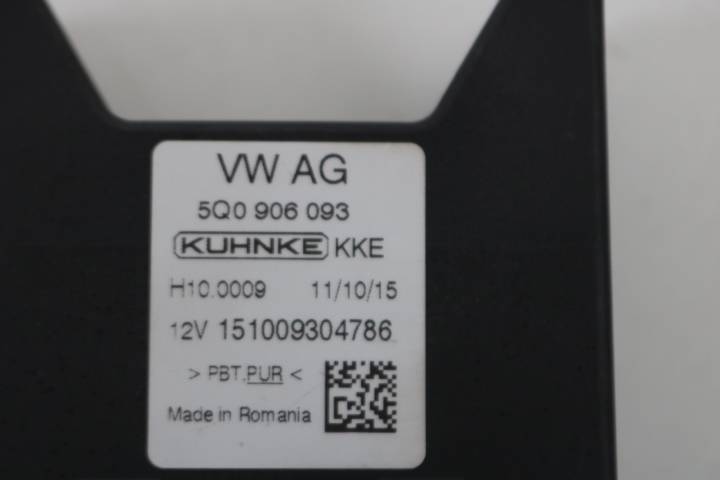 VW AG
5Q0 906 093
KUHNKE KKE
H10.0009 11/10/15
12V 151009304786
> PBT.PUR <
Made in Romania